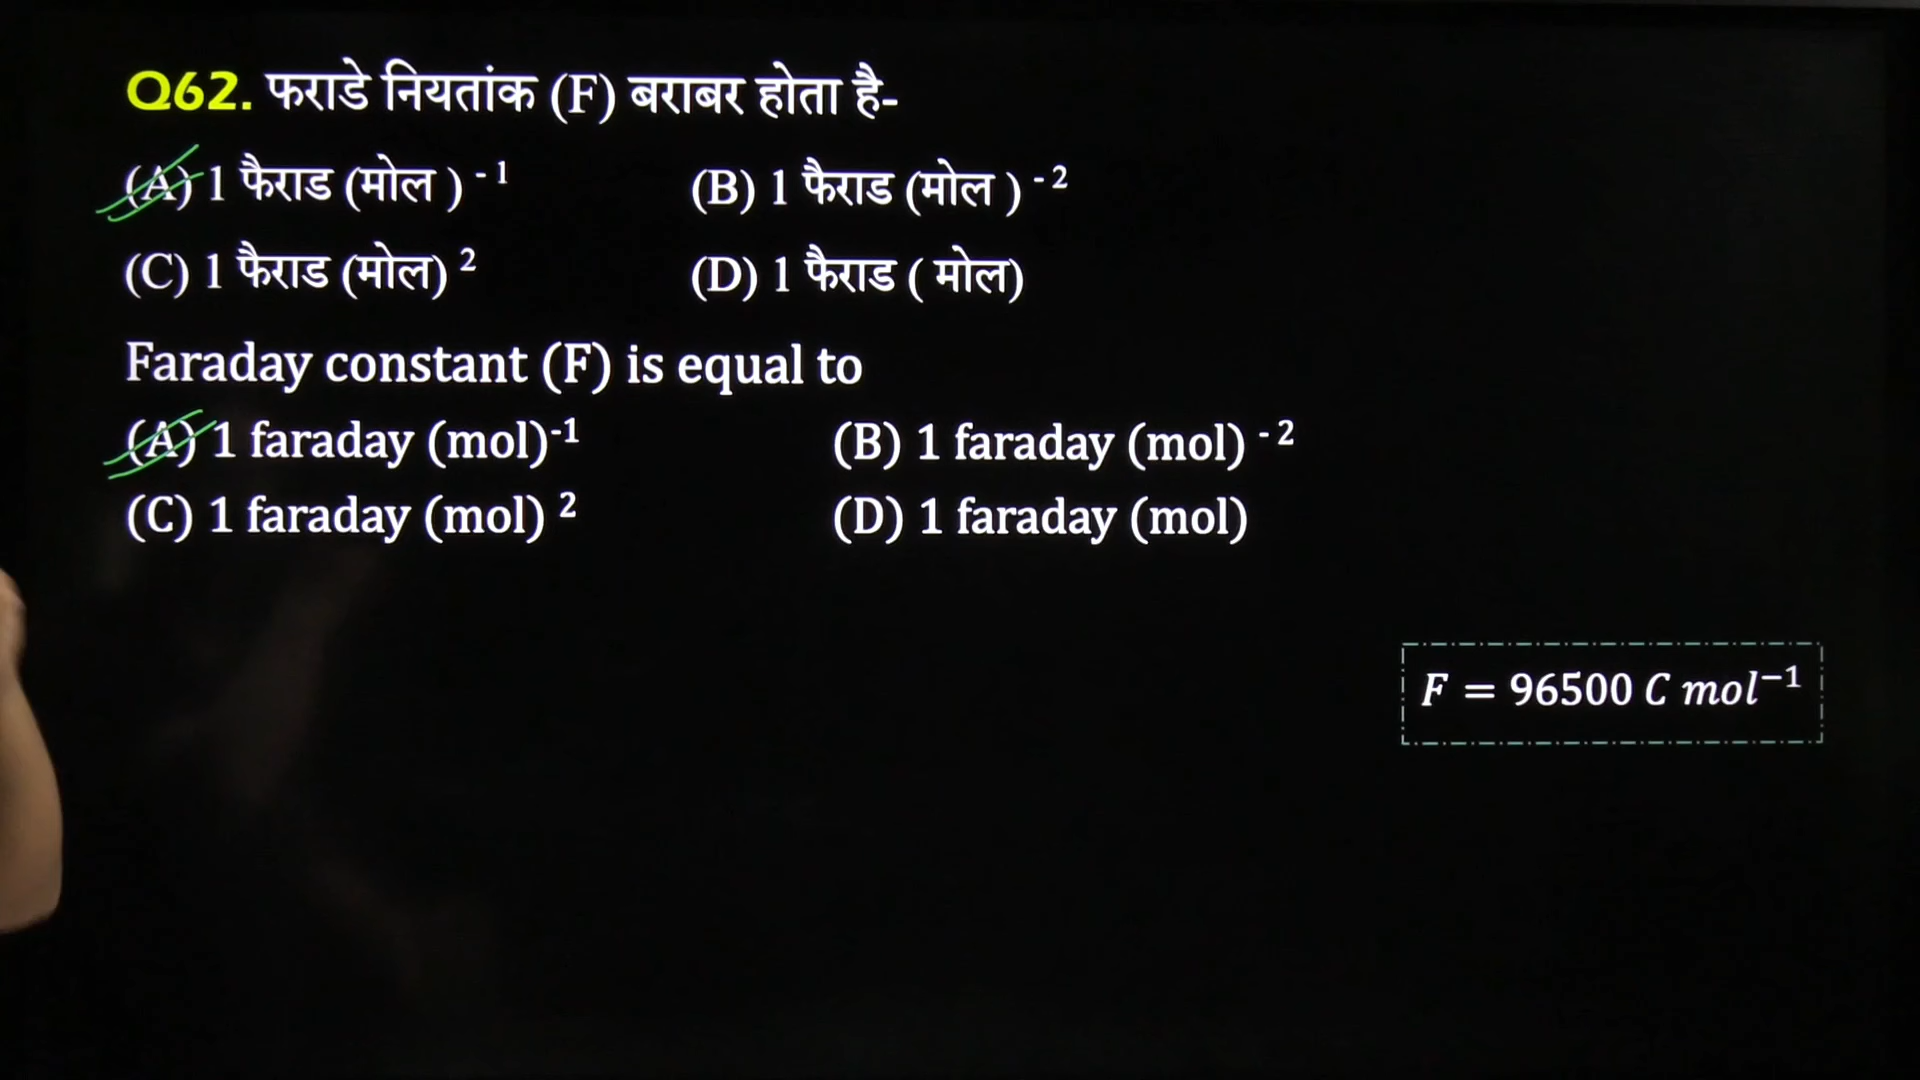 Q62. फराडे नियतांक (F) बराबर होता है-
(A) 1 फैराड (मोल ) ⁻¹ (B) 1 फैराड (मोल ) ⁻²
(C) 1 फैराड (मोल) ² (D) 1 फैराड ( मोल)
Faraday constant (F) is equal to
(A) 1 faraday (mol)⁻¹ (B) 1 faraday (mol) ⁻²
(C) 1 faraday (mol) ² (D) 1 faraday (mol)
F = 96500 C mol⁻¹